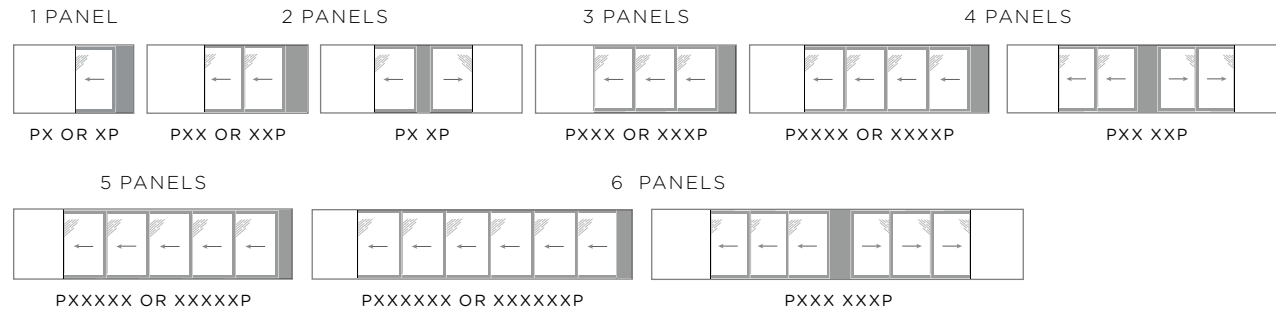 1 PANEL
2 PANELS
3 PANELS
4 PANELS
PX OR XP
PXX OR XXP
PX XP
PXXX OR XXXP
PXXXX OR XXXXP
PXX XXP
5 PANELS
6 PANELS
PXXXXX OR XXXXXP
PXXXXXX OR XXXXXXP
PXXX XXXP